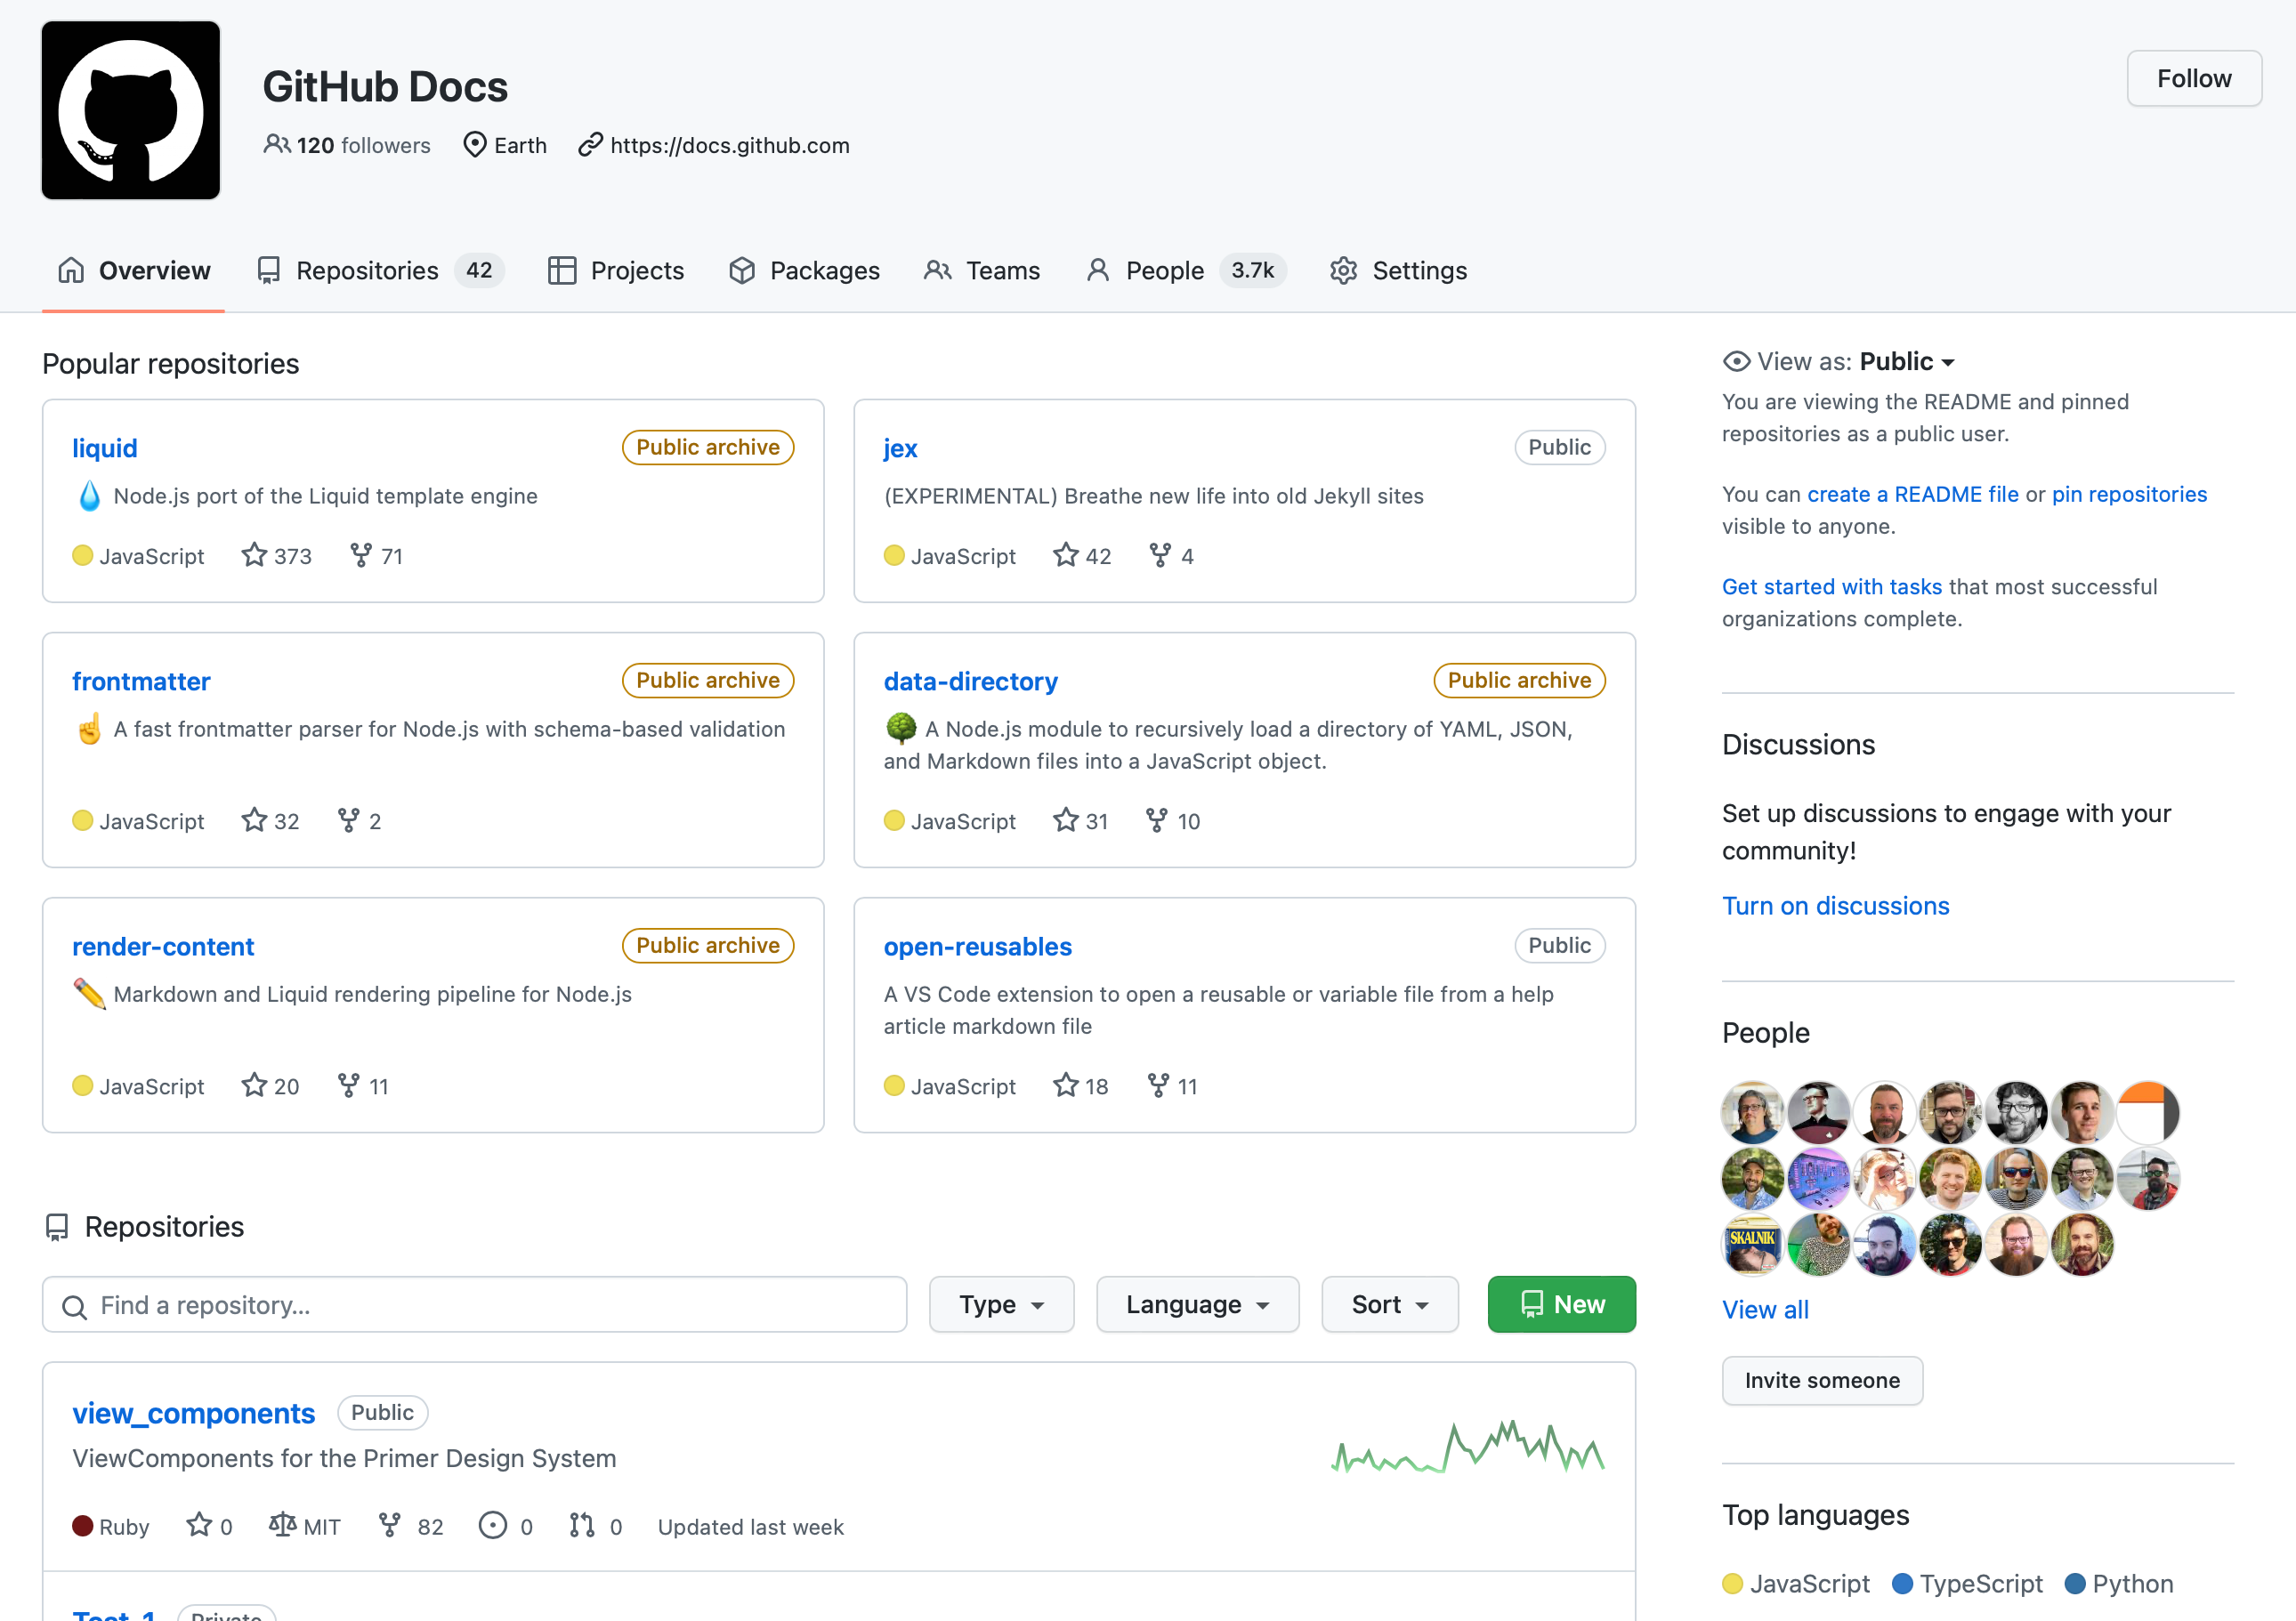 GitHub Docs
Follow
120 followers Earth https://docs.github.com
Overview Repositories 42 Projects Packages Teams People 3.7k Settings
Popular repositories
liquid Public archive
Node.js port of the Liquid template engine
JavaScript 373 71
jex Public
(EXPERIMENTAL) Breathe new life into old Jekyll sites
JavaScript 42 4
frontmatter Public archive
A fast frontmatter parser for Node.js with schema-based validation
JavaScript 32 2
data-directory Public archive
A Node.js module to recursively load a directory of YAML, JSON,
and Markdown files into a JavaScript object.
JavaScript 31 10
render-content Public archive
Markdown and Liquid rendering pipeline for Node.js
JavaScript 20 11
open-reusables Public
A VS Code extension to open a reusable or variable file from a help
article markdown file
JavaScript 18 11
Repositories
Find a repository...
Type Language Sort New
view_components Public
ViewComponents for the Primer Design System
Ruby 0 MIT 82 0 0 Updated last week
Test-1 Private
View as: Public
You are viewing the README and pinned
repositories as a public user.
You can create a README file or pin repositories
visible to anyone.
Get started with tasks that most successful
organizations complete.
Discussions
Set up discussions to engage with your
community!
Turn on discussions
People
SKALNIK
View all
Invite someone
Top languages
JavaScript TypeScript Python